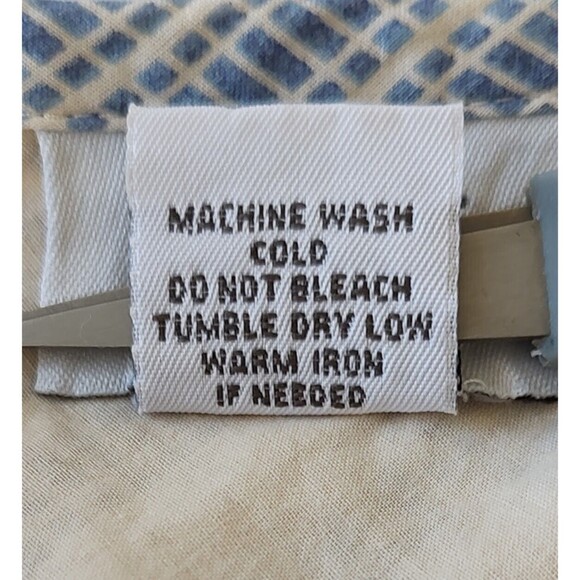 MACHINE WASH
COLD
DO NOT BLEACH
TUMBLE DRY LOW
WARM IRON
IF NEEDED